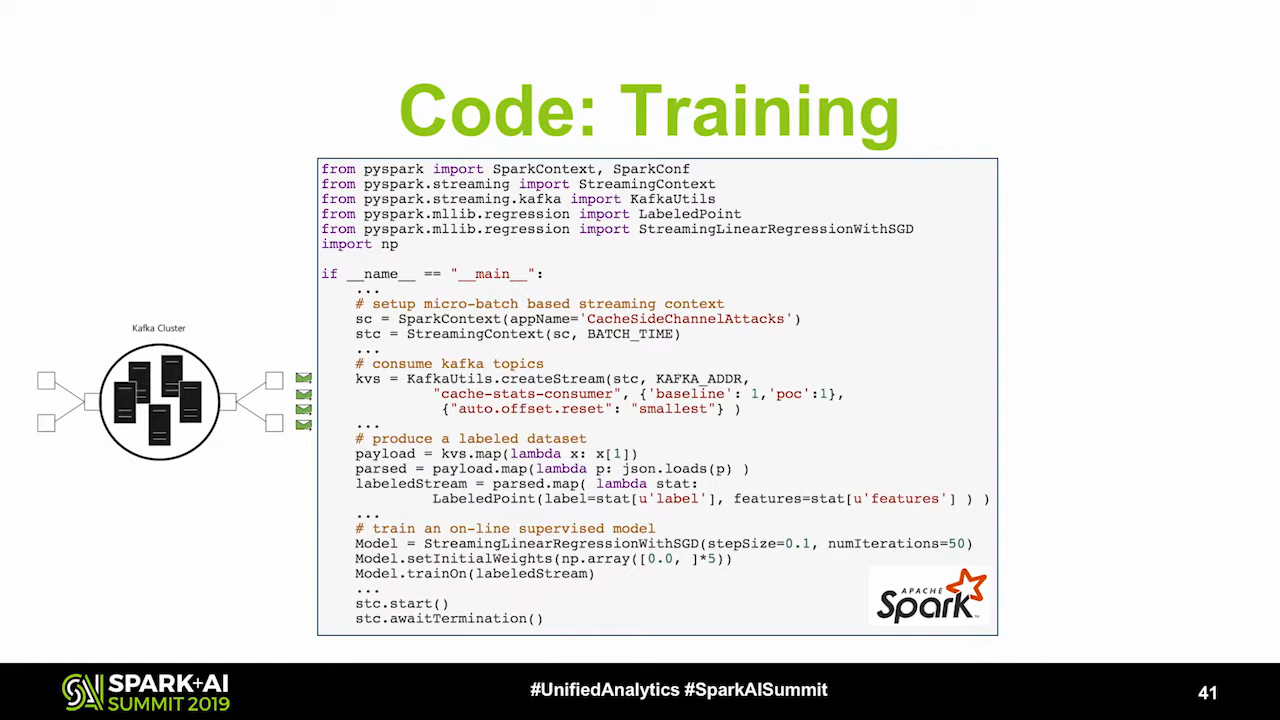 Code: Training
from pyspark import SparkContext, SparkConf
from pyspark.streaming import StreamingContext
from pyspark.streaming.kafka import KafkaUtils
from pyspark.mllib.regression import LabeledPoint
from pyspark.mllib.regression import StreamingLinearRegressionWithSGD
import np
if __name__ == "__main__":
...
# setup micro-batch based streaming context
sc = SparkContext(appName='CacheSideChannelAttacks')
stc = StreamingContext(sc, BATCH_TIME)
...
# consume kafka topics
kvs = KafkaUtils.createStream(stc, KAFKA_ADDR,
"cache-stats-consumer", {'baseline': 1,'poc':1},
{"auto.offset.reset": "smallest"} )
...
# produce a labeled dataset
payload = kvs.map(lambda x: x[1])
parsed = payload.map(lambda p: json.loads(p) )
labeledStream = parsed.map( lambda stat:
LabeledPoint(label=stat[u'label'], features=stat[u'features'] ) )
...
# train an on-line supervised model
Model = StreamingLinearRegressionWithSGD(stepSize=0.1, numIterations=50)
Model.setInitialWeights(np.array([0.0, ]*5))
Model.trainOn(labeledStream)
...
stc.start()
stc.awaitTermination()
Kafka Cluster
APACHE
Spark™
SPARK+AI
SUMMIT 2019
#UnifiedAnalytics #SparkAISummit
41